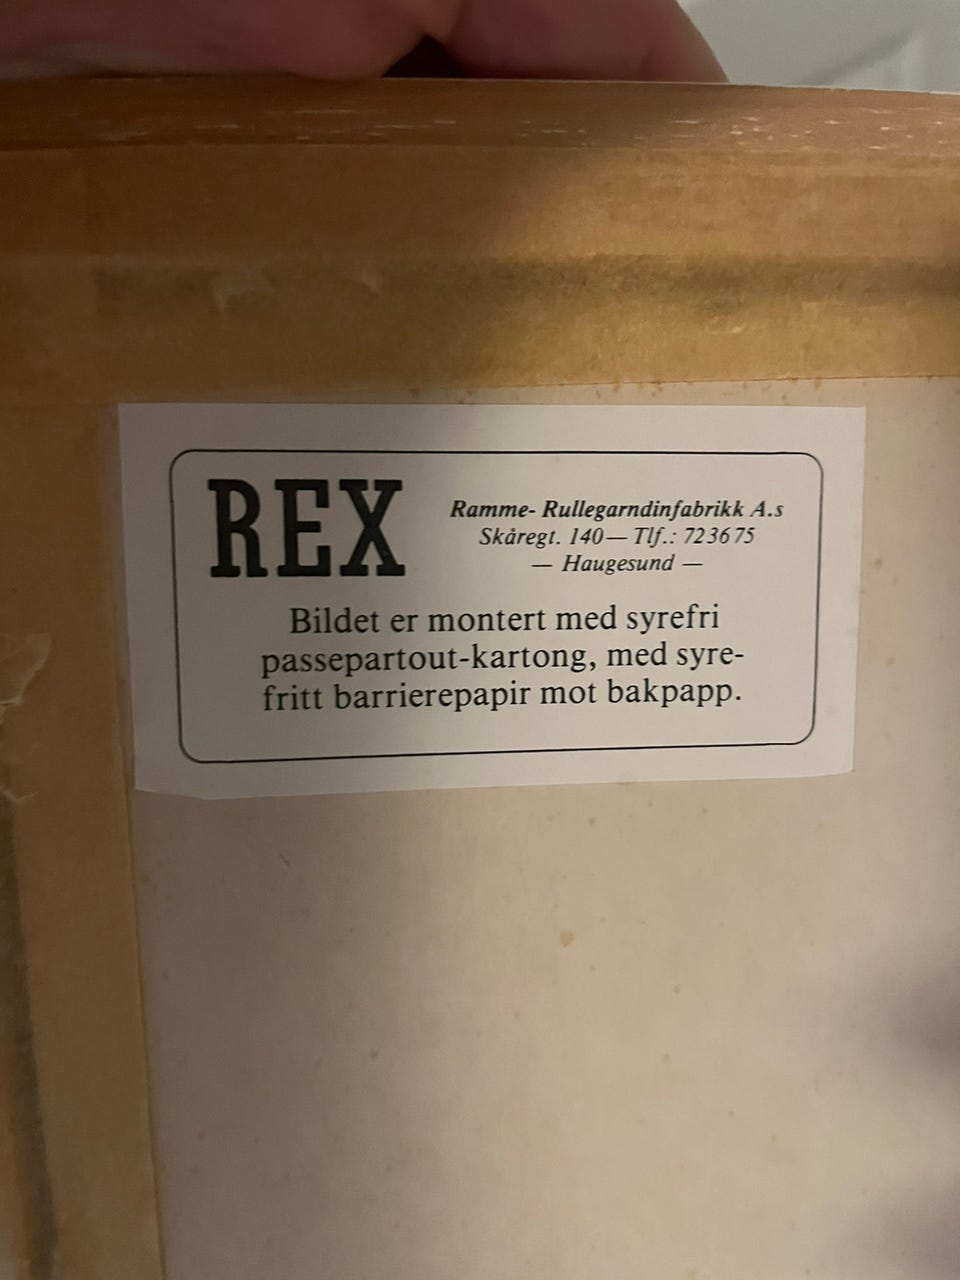 REX
Ramme- Rullegarndinfabrikk A.s
Skåregt. 140— Tlf.: 723675
— Haugesund —
Bildet er montert med syrefri
passepartout-kartong, med syre-
fritt barrierepapir mot bakpapp.